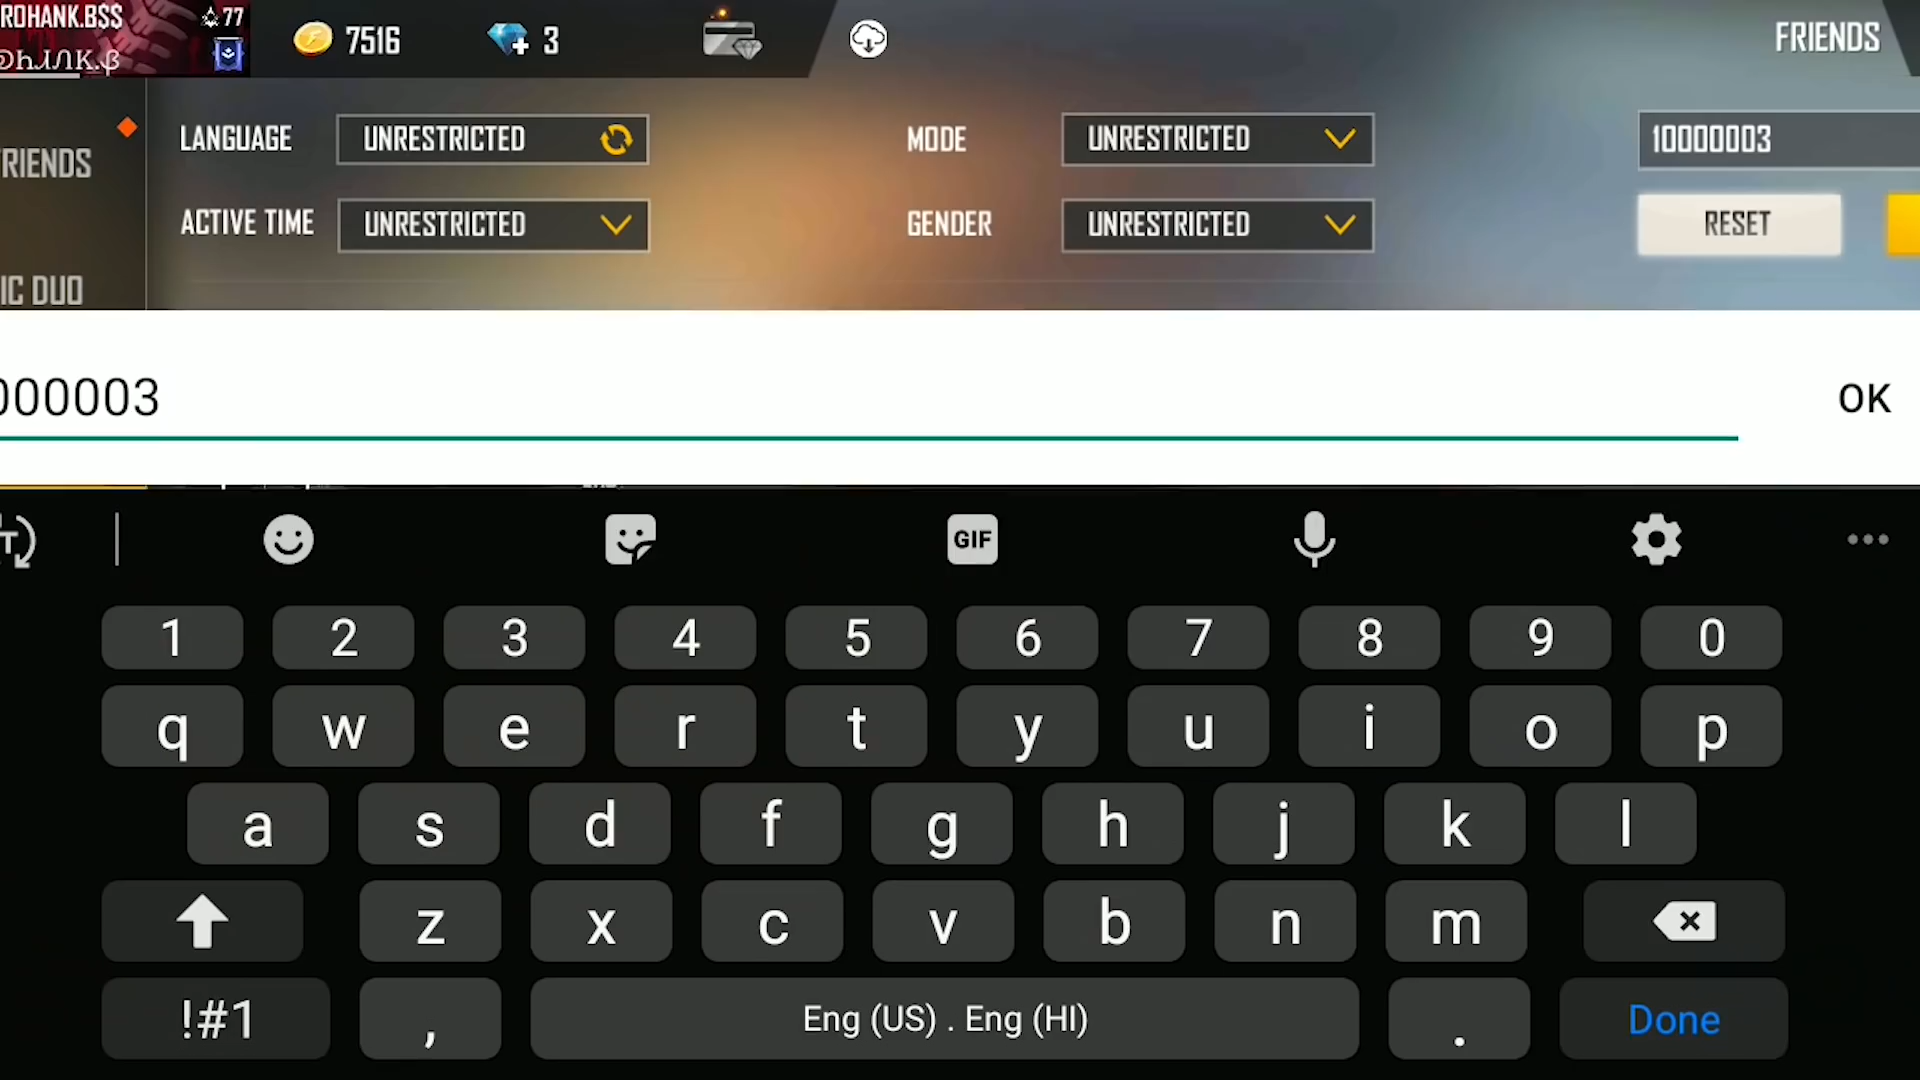 ROHANK.B$$
77
7516
3
FRIENDS
LANGUAGE UNRESTRICTED
MODE UNRESTRICTED
10000003
RIENDS
ACTIVE TIME UNRESTRICTED
GENDER UNRESTRICTED
RESET
IC DUO
000003
OK
T
GIF
1 2 3 4 5 6 7 8 9 0
q w e r t y u i o p
a s d f g h j k l
z x c v b n m
!#1 , Eng (US) . Eng (HI) . Done